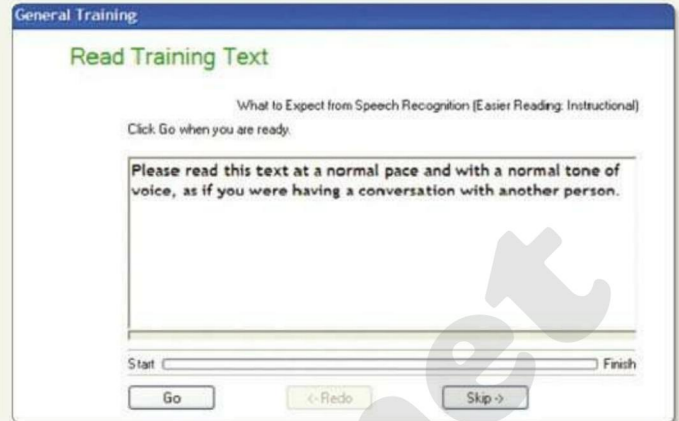 General Training
Read Training Text
What to Expect from Speech Recognition (Easier Reading: Instructional)
Click Go when you are ready.
Please read this text at a normal pace and with a normal tone of
voice, as if you were having a conversation with another person.
Start Finish
Go <-Redo Skip->
net